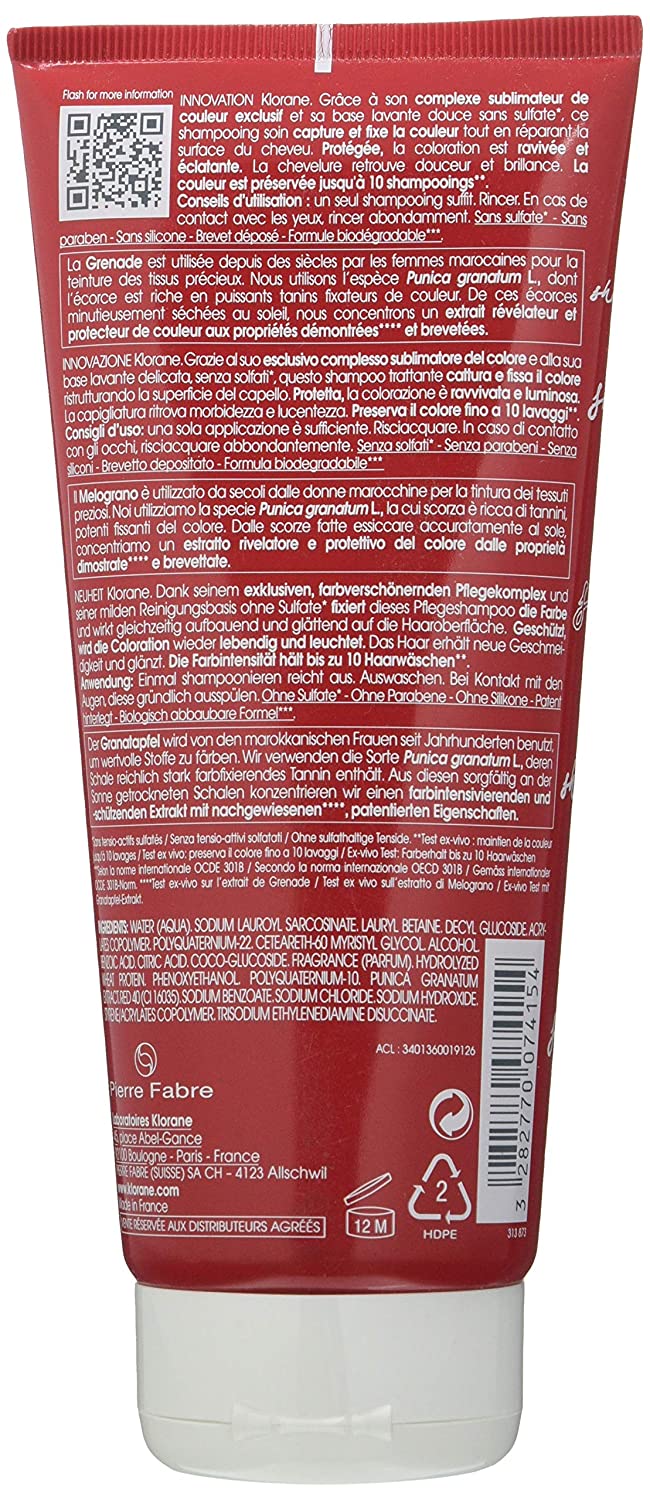 Flash for more information
INNOVATION Klorane. Grâce à son complexe sublimateur de
couleur exclusif et sa base lavante douce sans sulfate*, ce
shampooing soin capture et fixe la couleur tout en réparant la
surface du cheveu. Protégée, la coloration est ravivée et
éclatante. La chevelure retrouve douceur et brillance. La
couleur est préservée jusqu'à 10 shampooings**.
Conseils d'utilisation : un seul shampooing suffit. Rincer. En cas de
contact avec les yeux, rincer abondamment. Sans sulfate* - Sans
paraben - Sans silicone - Brevet déposé - Formule biodégradable***.
La Grenade est utilisée depuis des siècles par les femmes marocaines pour la
teinture des tissus précieux. Nous utilisons l'espèce Punica granatum L., dont
l'écorce est riche en puissants tanins fixateurs de couleur. De ces écorces
minutieusement séchées au soleil, nous concentrons un extrait révélateur et
protecteur de couleur aux propriétés démontrées**** et brevetées.
INNOVAZIONE Klorane. Grazie al suo esclusivo complesso sublimatore del colore e alla sua
base lavante delicata, senza solfati*, questo shampoo trattante cattura e fissa il colore
ristrutturando la superficie del capello. Protetta, la colorazione è ravvivata e luminosa.
La capigliatura ritrova morbidezza e lucentezza. Preserva il colore fino a 10 lavaggi**.
Consigli d'uso: una sola applicazione è sufficiente. Risciacquare. In caso di contatto
con gli occhi, risciacquare abbondantemente. Senza solfati* - Senza parabeni - Senza
siliconi - Brevetto depositato - Formula biodegradabile***
Il Melograno è utilizzato da secoli dalle donne marocchine per la tintura dei tessuti
preziosi. Noi utilizziamo la specie Punica granatum L., la cui scorza è ricca di tannini,
potenti fissanti del colore. Dalle scorze fatte essiccare accuratamente al sole,
concentriamo un estratto rivelatore e protettivo del colore dalle proprietà
dimostrate**** e brevettate.
NEUHEIT Klorane. Dank seinem exklusiven, farbverschönernden Pflegekomplex und
seiner milden Reinigungsbasis ohne Sulfate* fixiert dieses Pflegeshampoo die Farbe
und wirkt gleichzeitig aufbauend und glättend auf die Haaroberfläche. Geschützt,
wird die Coloration wieder lebendig und leuchtet. Das Haar erhält neue Geschmei-
digkeit und glänzt. Die Farbintensität hält bis zu 10 Haarwäschen**.
Anwendung: Einmal shampoonieren reicht aus. Auswaschen. Bei Kontakt mit den
Augen, diese gründlich ausspülen. Ohne Sulfate* - Ohne Parabene - Ohne Silikone - Patent
hinterlegt - Biologisch abbaubare Formel***.
Der Granatapfel wird von den marokkanischen Frauen seit Jahrhunderten benutzt,
um wertvolle Stoffe zu färben. Wir verwenden die Sorte Punica granatum L., deren
Schale reichlich stark farbfixierendes Tannin enthält. Aus diesen sorgfältig an der
Sonne getrockneten Schalen konzentrieren wir einen farbintensivierenden und
-schützenden Extrakt mit nachgewiesenen****, patentierten Eigenschaften.
Sans tensio-actifs sulfatés / Senza tensio-attivi solfatati / Ohne sulfathaltige Tenside. **Test ex-vivo : maintien de la couleur
jusqu'à 10 lavages / Test ex vivo: preserva il colore fino a 10 lavaggi / Ex-vivo Test: Farberhalt bis zu 10 Haarwäschen
**Selon la norme internationale OCDE 301B / Secondo la norma internazionale OECD 301B / Gemäss internationaler
OCDE 301B-Norm. ****Test ex-vivo sur l'extrait de Grenade / Test ex vivo sull'estratto di Melograno / Ex-vivo Test mit
Granatapfel-Extrakt.
INGREDIENTS: WATER (AQUA). SODIUM LAUROYL SARCOSINATE. LAURYL BETAINE. DECYL GLUCOSIDE. ACRY-
LATES COPOLYMER. POLYQUATERNIUM-22. CETEARETH-60 MYRISTYL GLYCOL. ALCOHOL.
BENZOIC ACID. CITRIC ACID. COCO-GLUCOSIDE. FRAGRANCE (PARFUM). HYDROLYZED
WHEAT PROTEIN. PHENOXYETHANOL. POLYQUATERNIUM-10. PUNICA GRANATUM
EXTRACT. RED 40 (CI 16035). SODIUM BENZOATE. SODIUM CHLORIDE. SODIUM HYDROXIDE.
STYRENE/ACRYLATES COPOLYMER. TRISODIUM ETHYLENEDIAMINE DISUCCINATE.
ACL : 3401360019126
Pierre Fabre
Laboratoires Klorane
45, place Abel-Gance
92100 Boulogne - Paris - France
PIERRE FABRE (SUISSE) SA CH - 4123 Allschwil
www.klorane.com
Made in France
VENTE RÉSERVÉE AUX DISTRIBUTEURS AGRÉÉS
12 M
2
HDPE
3 282770 074154
313 873